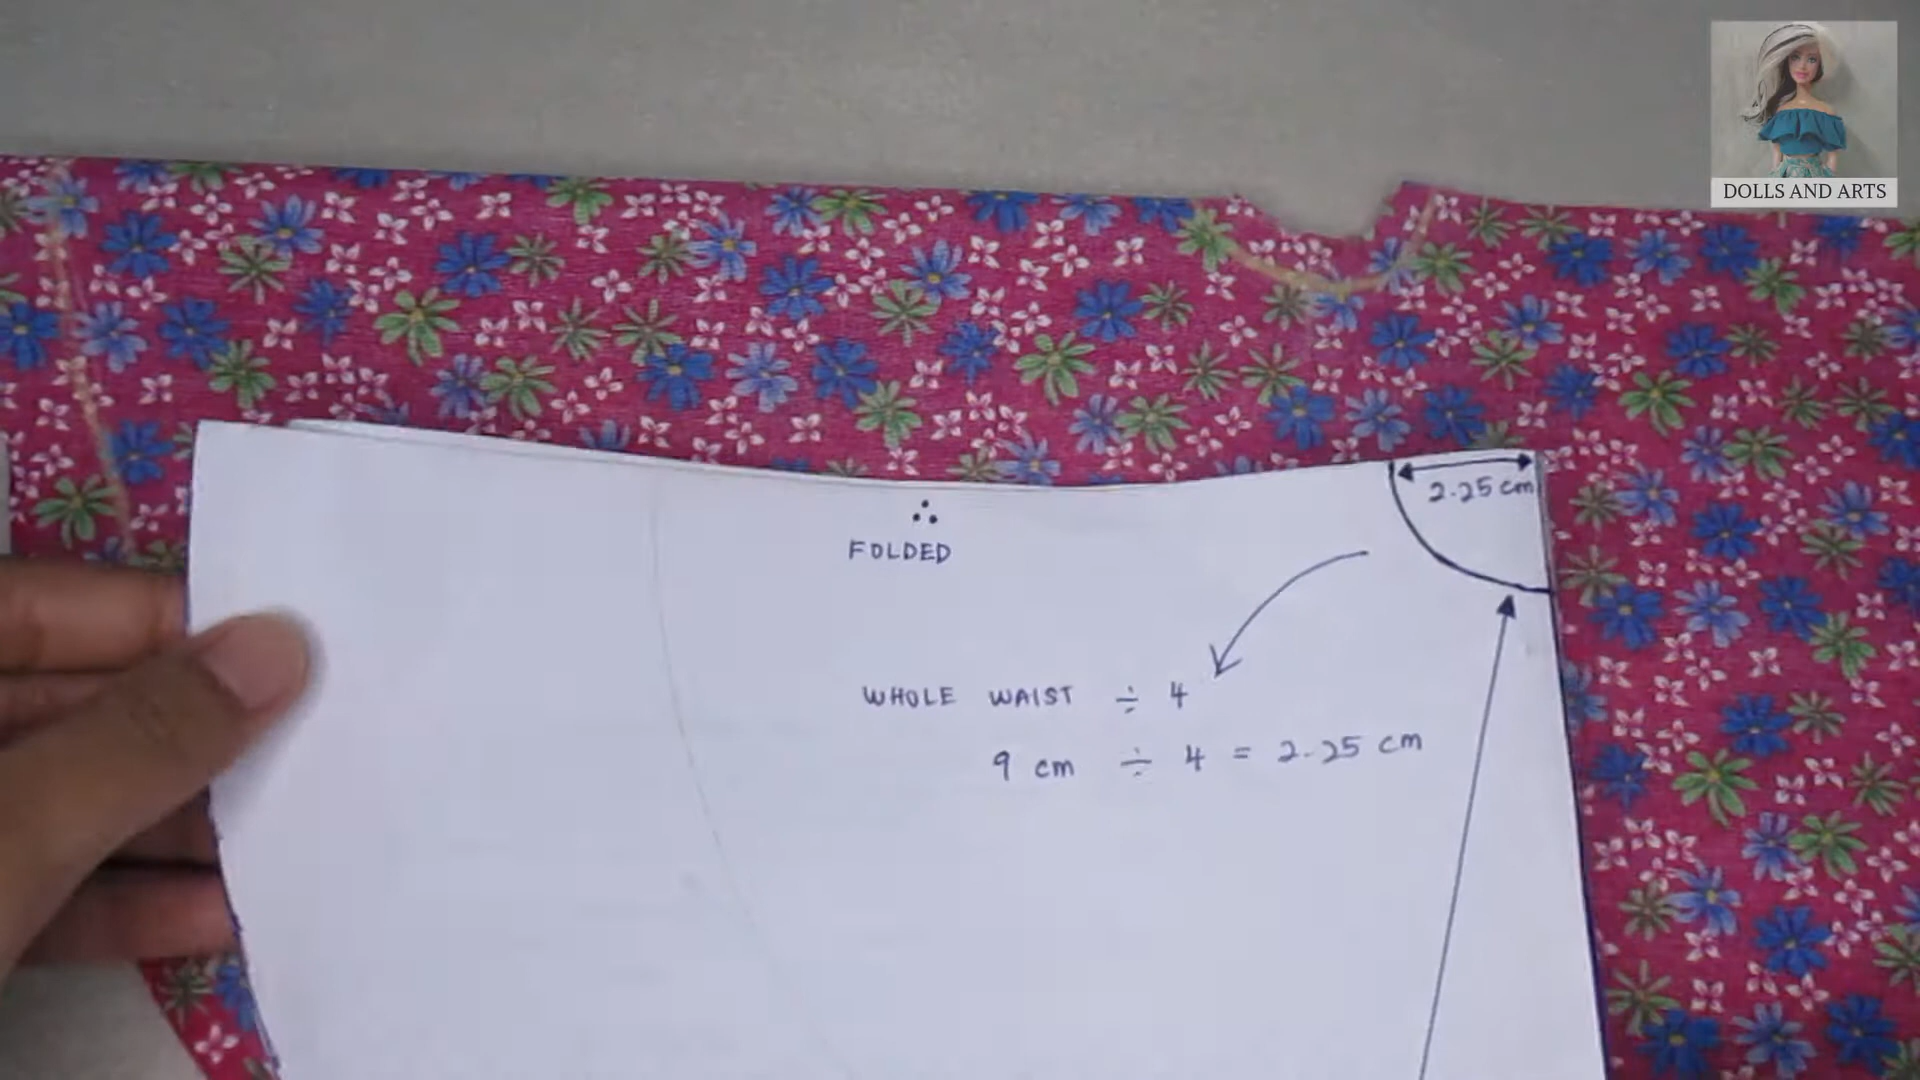 DOLLS AND ARTS
2.25 cm
FOLDED
WHOLE WAIST ÷ 4
9 cm ÷ 4 = 2.25 cm